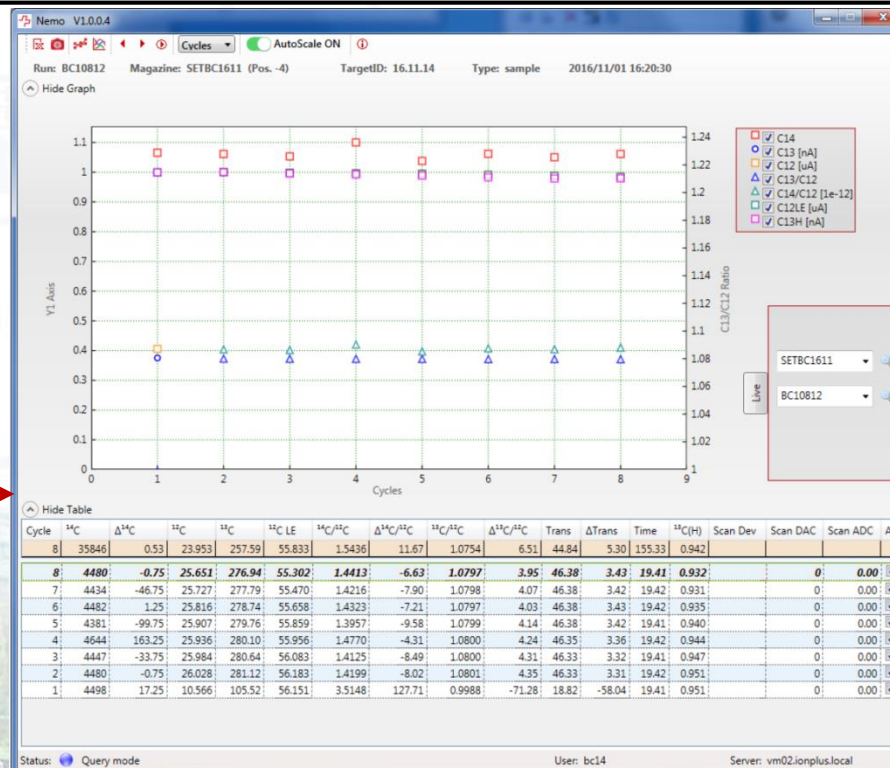 Nemo V1.0.0.4
Cycles AutoScale ON
Run: BC10812 Magazine: SETBC1611 (Pos. -4) TargetID: 16.11.14 Type: sample 2016/11/01 16:20:30
Hide Graph
1.1
1
0.9
0.8
0.7
0.6
0.5
0.4
0.3
0.2
0.1
0
Y1 Axis
0 1 2 3 4 5 6 7 8 9
Cycles
1.24
1.22
1.2
1.18
1.16
1.14
1.12
1.1
1.08
1.06
1.04
1.02
1
C13/C12 Ratio
C14
C13 [nA]
C12 [uA]
C13/C12
C14/C12 [1e-12]
C12LE [uA]
C13H [nA]
Live
SETBC1611
BC10812
Hide Table
Cycle ¹⁴C Δ¹⁴C ¹²C ¹³C ¹²C LE ¹⁴C/¹²C Δ¹⁴C/¹²C ¹³C/¹²C Δ¹³C/¹²C Trans ΔTrans Time ¹³C(H) Scan Dev Scan DAC Scan ADC A
8 35846 0.53 23.953 257.59 55.833 1.5436 11.67 1.0754 6.51 44.84 5.30 155.33 0.942
8 4480 -0.75 25.651 276.94 55.302 1.4413 -6.63 1.0797 3.95 46.38 3.43 19.41 0.932 0 0.00
7 4434 -46.75 25.727 277.79 55.470 1.4216 -7.90 1.0798 4.07 46.38 3.42 19.42 0.931 0 0.00
6 4482 1.25 25.816 278.74 55.658 1.4323 -7.21 1.0797 4.03 46.38 3.43 19.42 0.935 0 0.00
5 4381 -99.75 25.907 279.76 55.859 1.3957 -9.58 1.0799 4.14 46.38 3.42 19.41 0.940 0 0.00
4 4644 163.25 25.936 280.10 55.956 1.4770 -4.31 1.0800 4.24 46.35 3.36 19.42 0.944 0 0.00
3 4447 -33.75 25.984 280.64 56.083 1.4125 -8.49 1.0800 4.31 46.33 3.32 19.41 0.947 0 0.00
2 4480 -0.75 26.028 281.12 56.183 1.4199 -8.02 1.0801 4.35 46.33 3.31 19.42 0.951 0 0.00
1 4498 17.25 10.566 105.52 56.151 3.5148 127.71 0.9988 -71.28 18.82 -58.04 19.41 0.951 0 0.00
Status: Query mode User: bc14 Server: vm02.ionplus.local